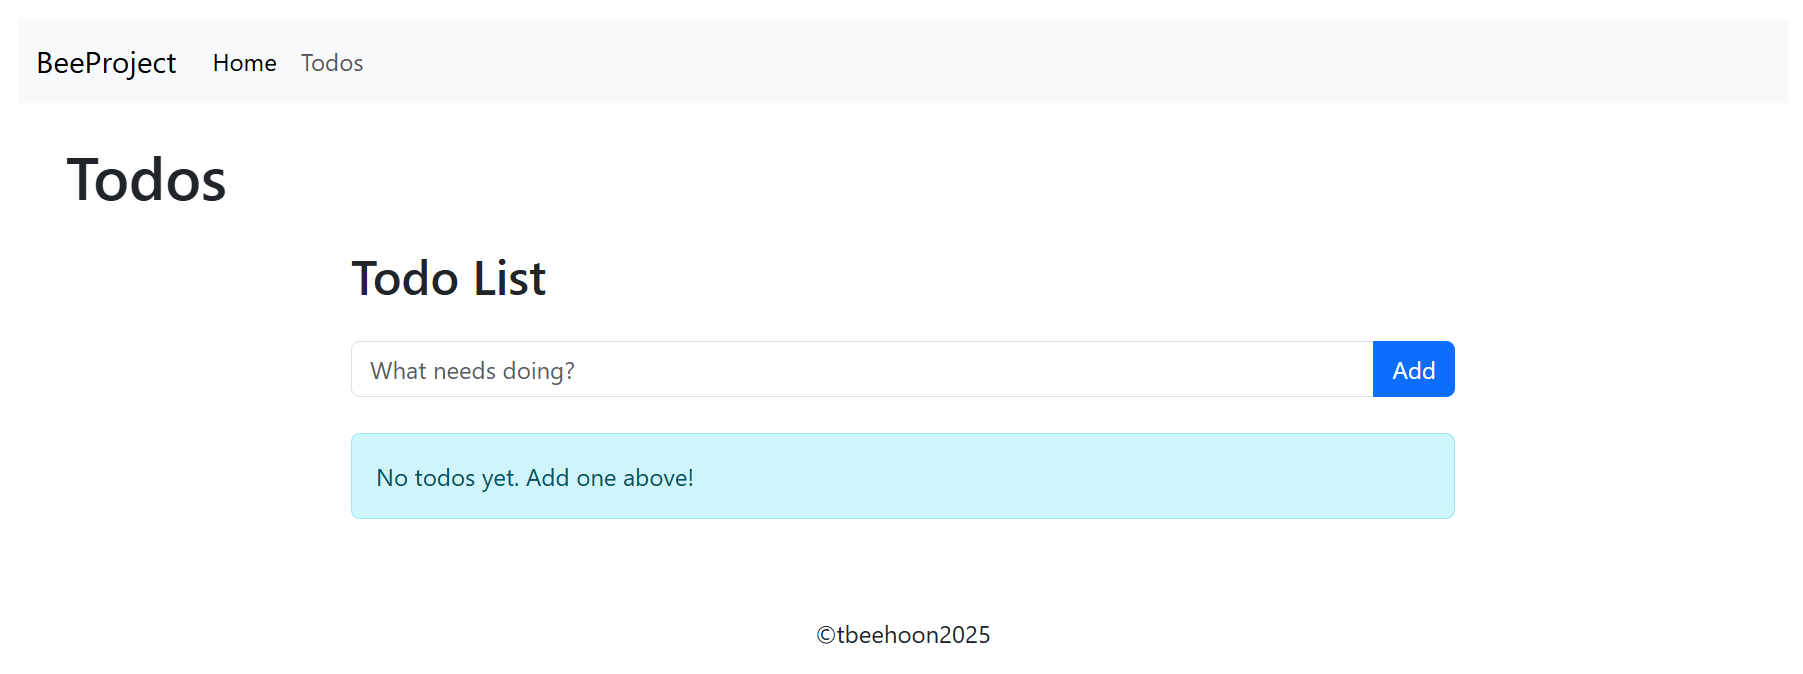 BeeProject Home Todos
Todos
Todo List
What needs doing? Add
No todos yet. Add one above!
©tbeehoon2025